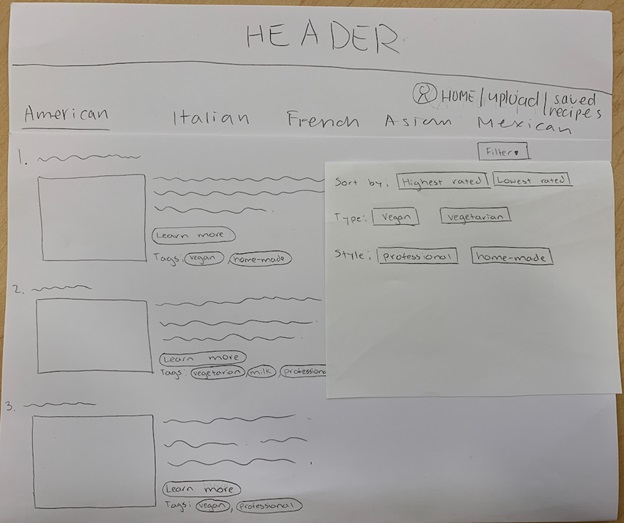 HEADER
HOME/upload/saved recipes
American Italian French Asian Mexican
Filter
1.
Sort by: Highest rated Lowest rated
Type: vegan vegetarian
Learn more
Tags: vegan home-made
Style: professional home-made
2.
Learn more
Tags: vegetarian milk profession
3.
Learn more
Tags: vegan, professional